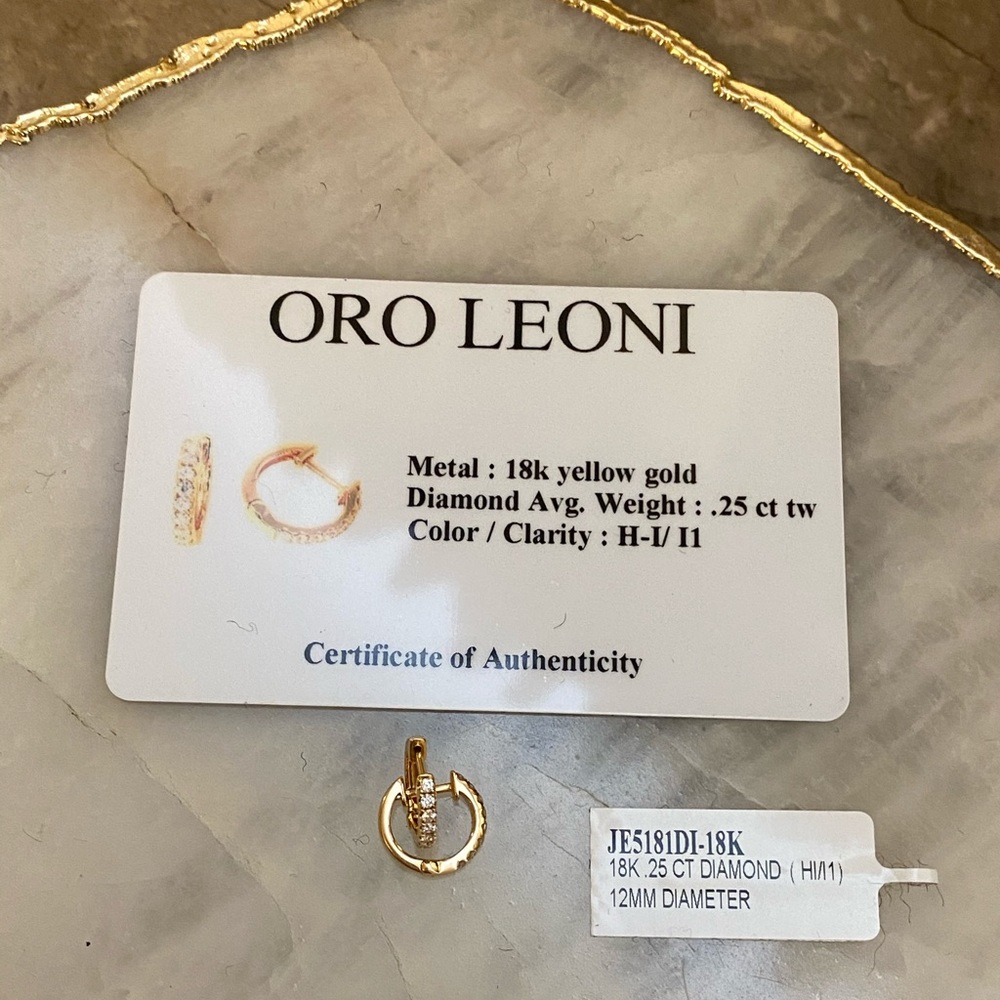 ORO LEONI
Metal : 18k yellow gold
Diamond Avg. Weight : .25 ct tw
Color / Clarity : H-I/ I1
Certificate of Authenticity
JE5181DI-18K
18K .25 CT DIAMOND ( HI/I1)
12MM DIAMETER